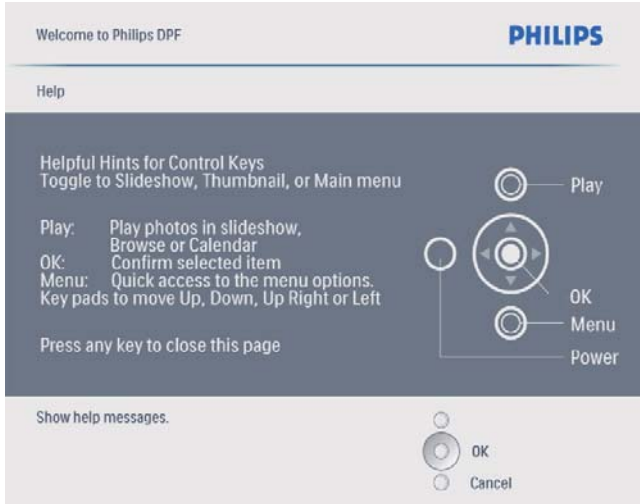 Welcome to Philips DPF
PHILIPS
Help
Helpful Hints for Control Keys
Toggle to Slideshow, Thumbnail, or Main menu
Play: Play photos in slideshow,
Browse or Calendar
OK: Confirm selected item
Menu: Quick access to the menu options.
Key pads to move Up, Down, Up Right or Left
Press any key to close this page
Play
OK
Menu
Power
Show help messages.
OK
Cancel